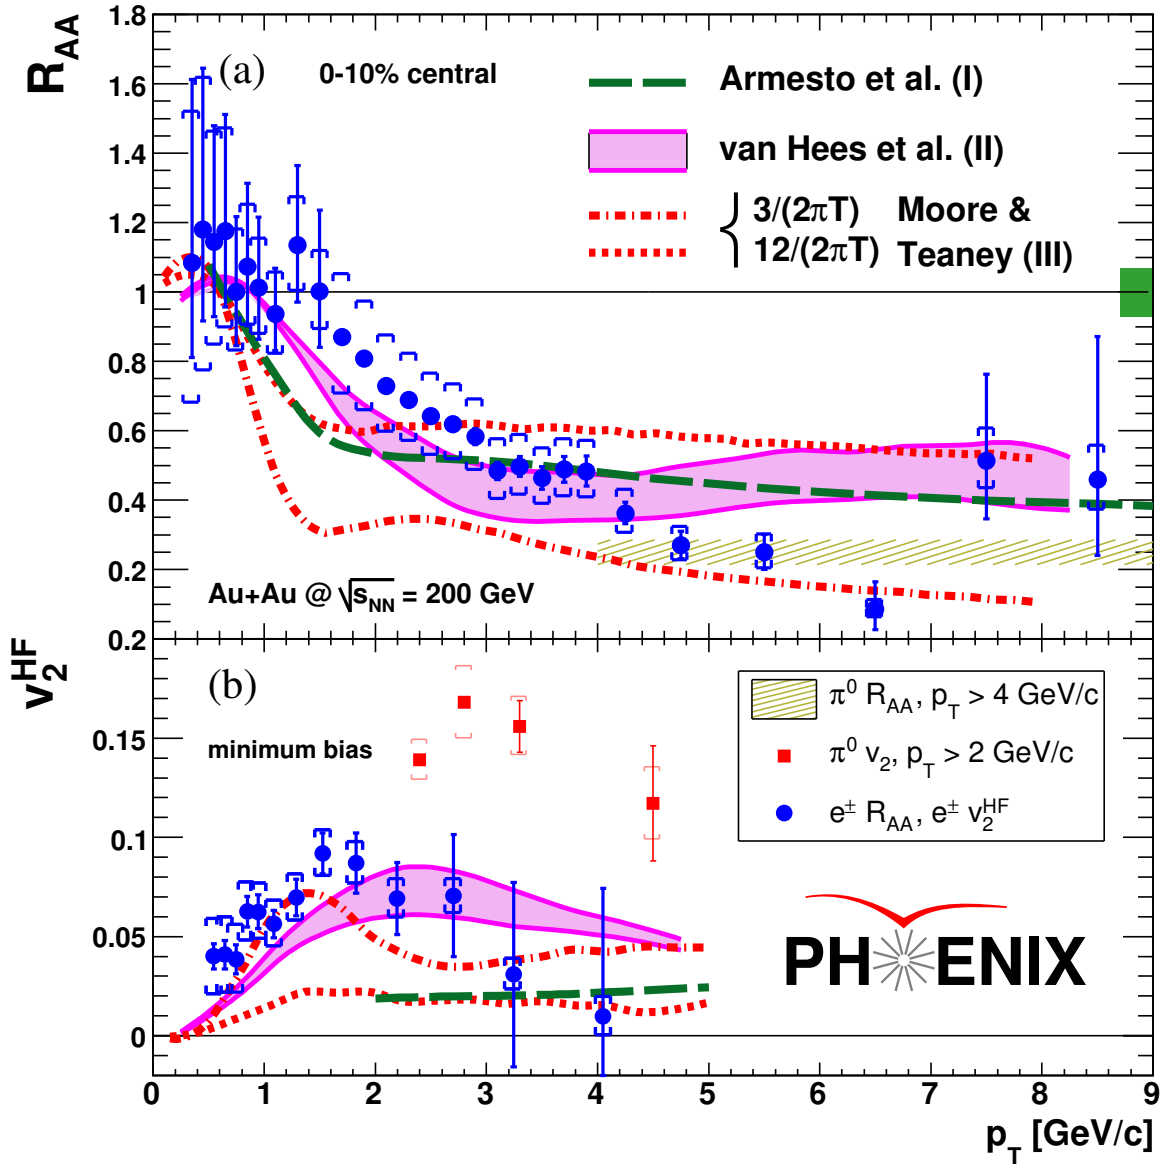 R_AA
1.8
1.6
1.4
1.2
1
0.8
0.6
0.4
0.2
(a)
0-10% central
Armesto et al. (I)
van Hees et al. (II)
3/(2πT) Moore &
12/(2πT) Teaney (III)
Au+Au @ √s_NN = 200 GeV
v_2^HF
0.2
0.15
0.1
0.05
0
(b)
minimum bias
π^0 R_AA, p_T > 4 GeV/c
π^0 v_2, p_T > 2 GeV/c
e^± R_AA, e^± v_2^HF
PHENIX
0 1 2 3 4 5 6 7 8 9
p_T [GeV/c]